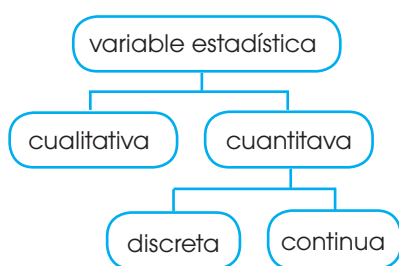 variable estadística
cualitativa
cuantitava
discreta
continua